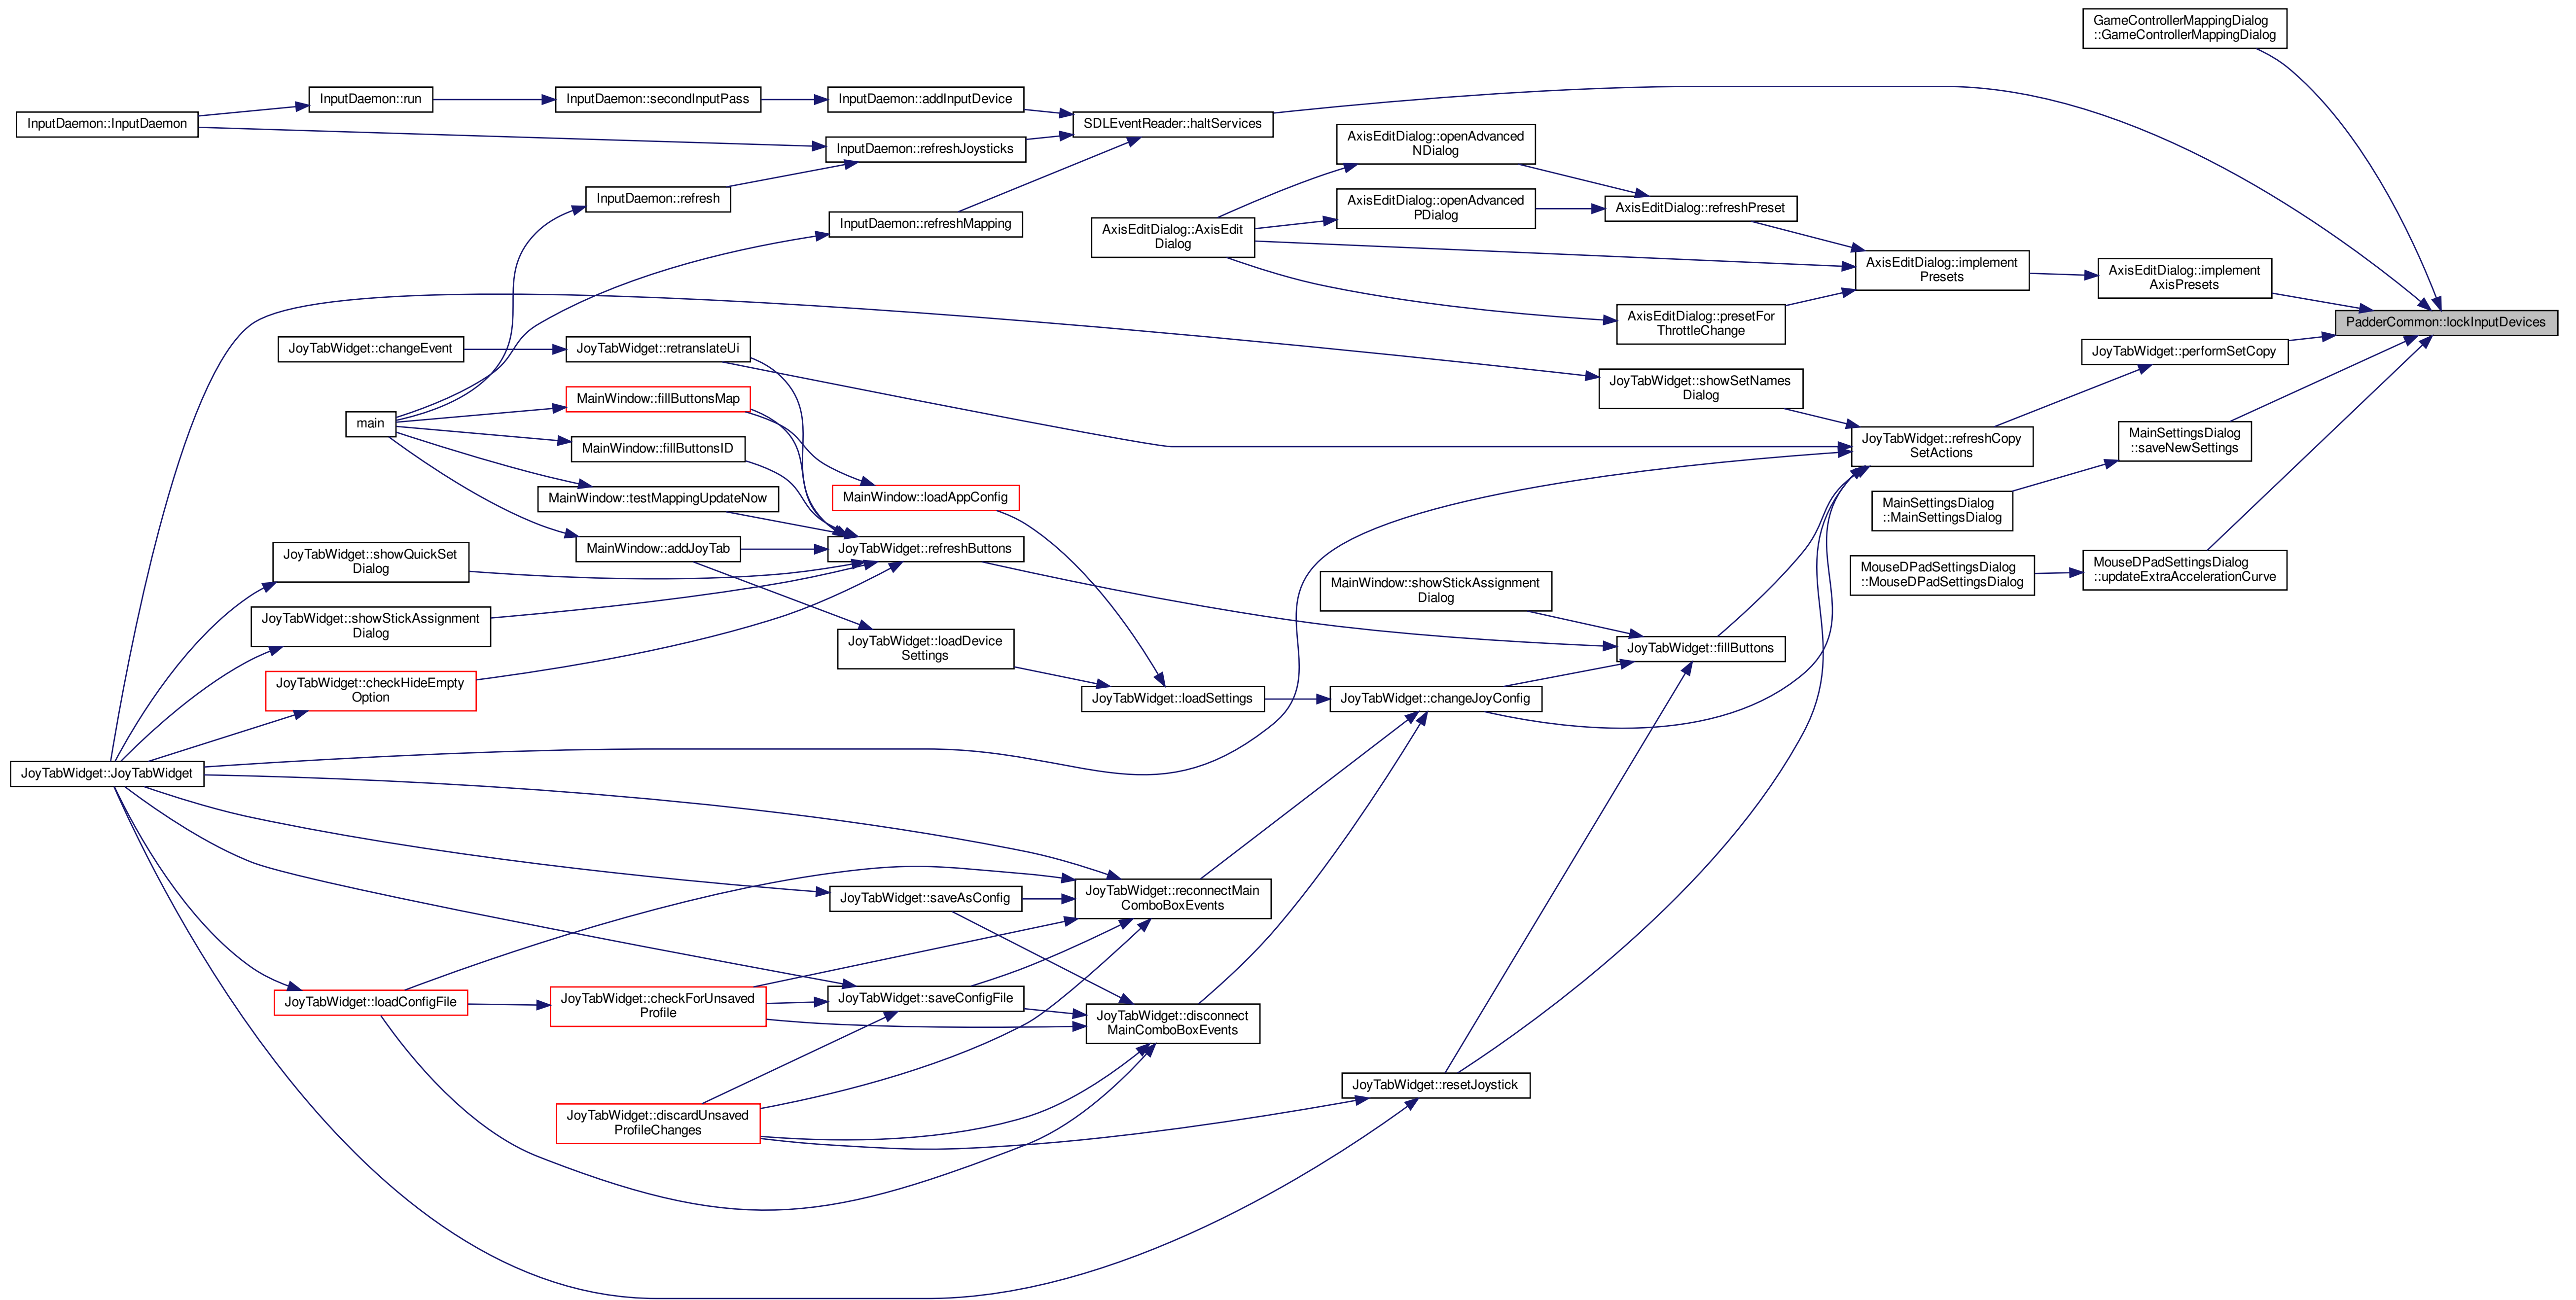 GameControllerMappingDialog
::GameControllerMappingDialog
InputDaemon::run
InputDaemon::secondInputPass
InputDaemon::addInputDevice
InputDaemon::InputDaemon
SDLEventReader::haltServices
InputDaemon::refreshJoysticks
AxisEditDialog::openAdvanced
NDialog
InputDaemon::refresh
AxisEditDialog::openAdvanced
PDialog
AxisEditDialog::refreshPreset
InputDaemon::refreshMapping
AxisEditDialog::AxisEdit
Dialog
AxisEditDialog::implement
Presets
AxisEditDialog::implement
AxisPresets
AxisEditDialog::presetFor
ThrottleChange
PadderCommon::lockInputDevices
JoyTabWidget::changeEvent
JoyTabWidget::retranslateUi
JoyTabWidget::performSetCopy
JoyTabWidget::showSetNames
Dialog
MainWindow::fillButtonsMap
main
MainWindow::fillButtonsID
JoyTabWidget::refreshCopy
SetActions
MainSettingsDialog
::saveNewSettings
MainWindow::testMappingUpdateNow
MainWindow::loadAppConfig
MainSettingsDialog
::MainSettingsDialog
MainWindow::addJoyTab
JoyTabWidget::refreshButtons
JoyTabWidget::showQuickSet
Dialog
MouseDPadSettingsDialog
::MouseDPadSettingsDialog
MouseDPadSettingsDialog
::updateExtraAccelerationCurve
MainWindow::showStickAssignment
Dialog
JoyTabWidget::showStickAssignment
Dialog
JoyTabWidget::loadDevice
Settings
JoyTabWidget::fillButtons
JoyTabWidget::checkHideEmpty
Option
JoyTabWidget::loadSettings
JoyTabWidget::changeJoyConfig
JoyTabWidget::JoyTabWidget
JoyTabWidget::saveAsConfig
JoyTabWidget::reconnectMain
ComboBoxEvents
JoyTabWidget::loadConfigFile
JoyTabWidget::checkForUnsaved
Profile
JoyTabWidget::saveConfigFile
JoyTabWidget::disconnect
MainComboBoxEvents
JoyTabWidget::resetJoystick
JoyTabWidget::discardUnsaved
ProfileChanges